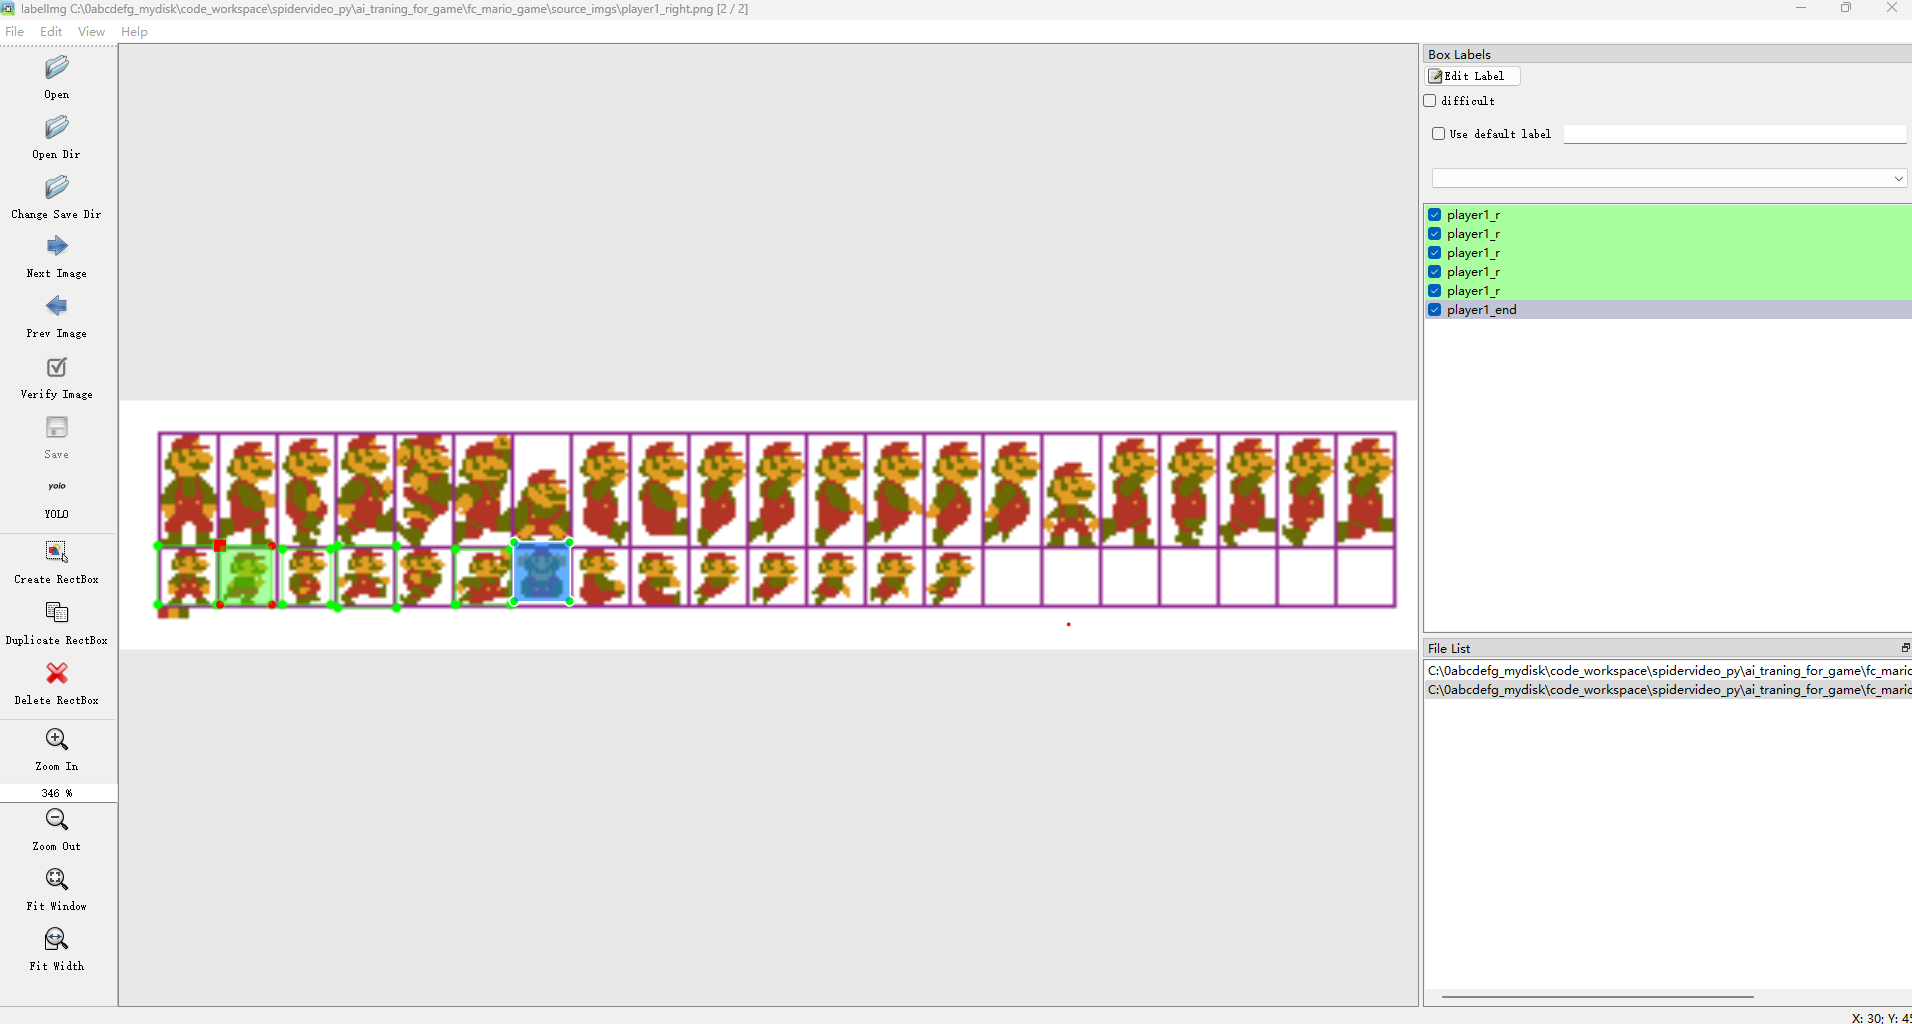 labelImg C:\0abcdefg_mydisk\code_workspace\spidervideo_py\ai_traning_for_game\fc_mario_game\source_imgs\player1_right.png [2 / 2]
File Edit View Help
Open
Open Dir
Change Save Dir
Next Image
Prev Image
Verify Image
Save
yolo
YOLO
Create RectBox
Duplicate RectBox
Delete RectBox
Zoom In
346 %
Zoom Out
Fit Window
Fit Width
Box Labels
Edit Label
difficult
Use default label
player1_r
player1_r
player1_r
player1_r
player1_r
player1_end
File List
C:\0abcdefg_mydisk\code_workspace\spidervideo_py\ai_traning_for_game\fc_mario
C:\0abcdefg_mydisk\code_workspace\spidervideo_py\ai_traning_for_game\fc_mario
X: 30; Y: 45